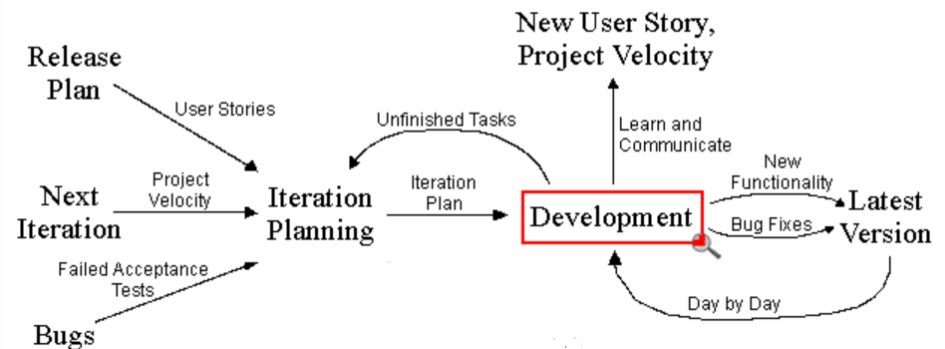 New User Story,
Project Velocity
Release
Plan
User Stories
Unfinished Tasks
Learn and
Communicate
Next
Iteration
Project
Velocity
Iteration
Planning
Iteration
Plan
Development
New
Functionality
Bug Fixes
Latest
Version
Failed Acceptance
Tests
Bugs
Day by Day